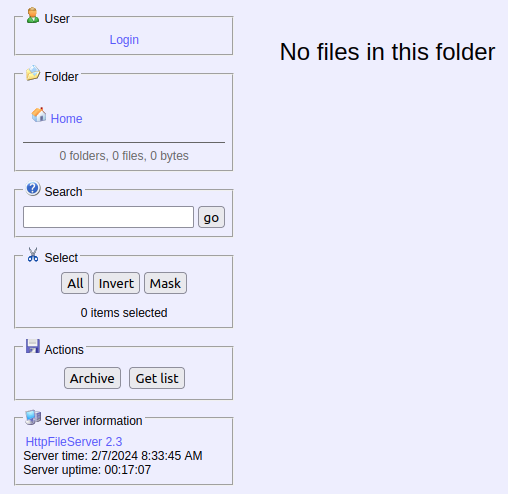 User
Login
No files in this folder
Folder
Home
0 folders, 0 files, 0 bytes
Search
go
Select
All Invert Mask
0 items selected
Actions
Archive Get list
Server information
HttpFileServer 2.3
Server time: 2/7/2024 8:33:45 AM
Server uptime: 00:17:07